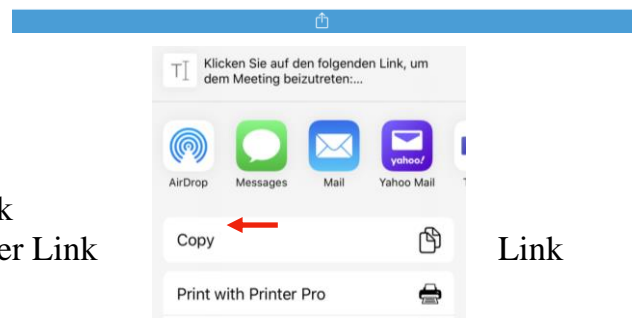 Klicken Sie auf den folgenden Link, um
dem Meeting beizutreten:...
yahoo!
AirDrop Messages Mail Yahoo Mail
k
Copy
er Link Link
Print with Printer Pro